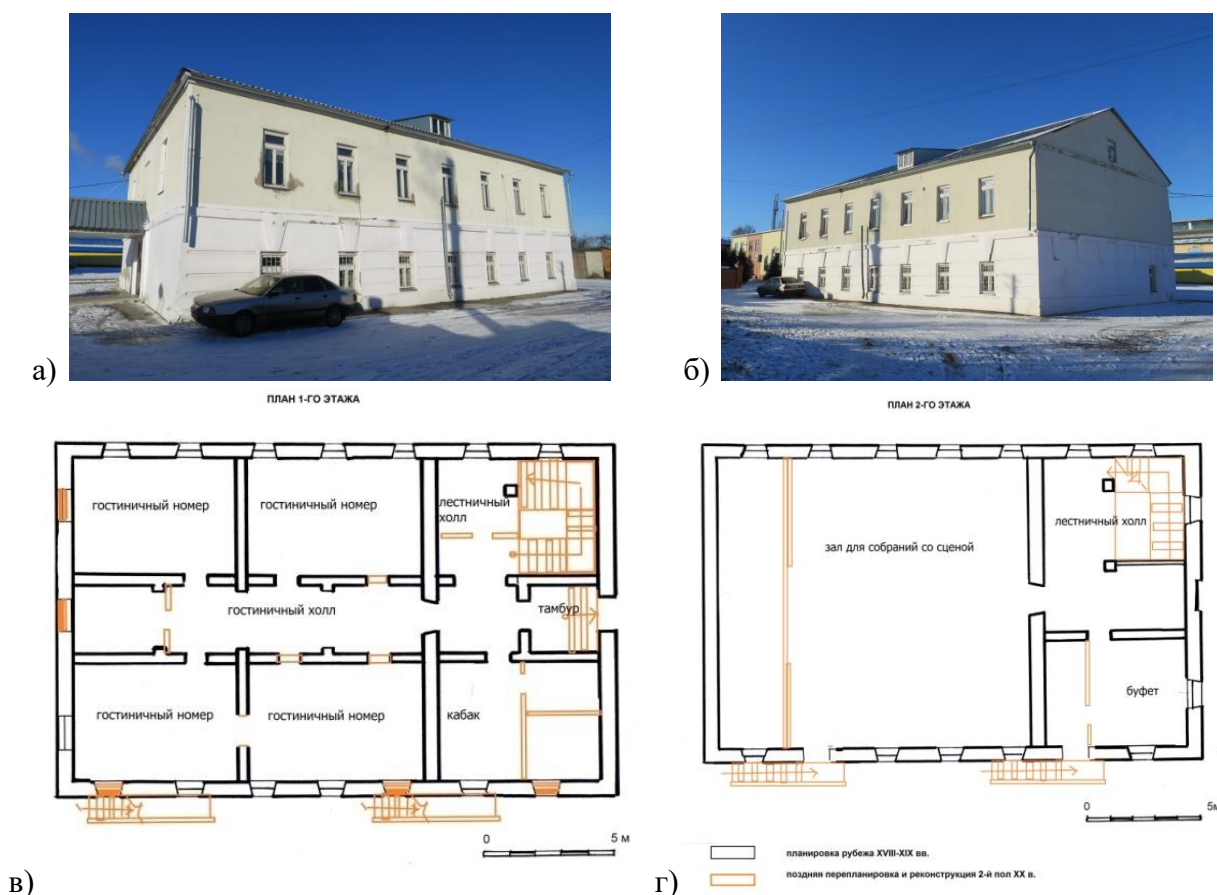 а)
б)
ПЛАН 1-ГО ЭТАЖА
ПЛАН 2-ГО ЭТАЖА
гостиничный номер
гостиничный номер
лестничный
холл
гостиничный холл
тамбур
гостиничный номер
гостиничный номер
кабак
0 5 м
зал для собраний со сценой
лестничный холл
буфет
0 5м
планировка рубежа XVIII-XIX вв.
поздняя перепланировка и реконструкция 2-й пол XX в.
в)
г)